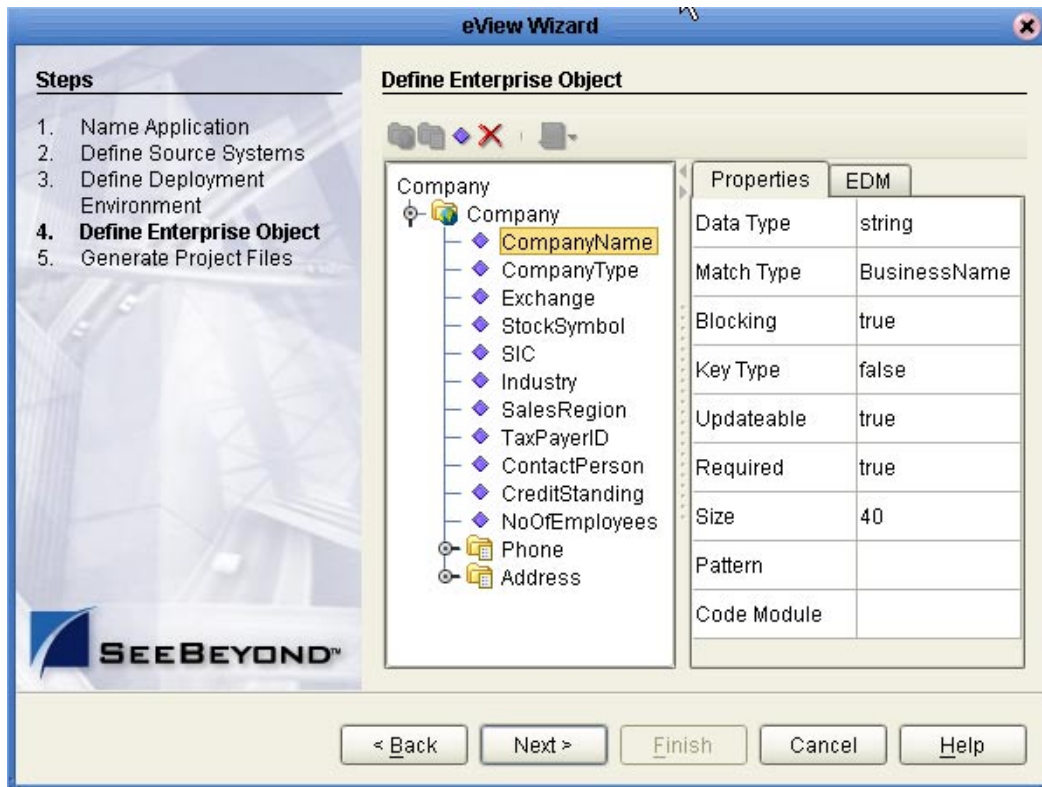 eView Wizard
Steps
1. Name Application
2. Define Source Systems
3. Define Deployment
Environment
4. Define Enterprise Object
5. Generate Project Files
SEEBEYOND™
Define Enterprise Object
Company
Company
CompanyName
CompanyType
Exchange
StockSymbol
SIC
Industry
SalesRegion
TaxPayerID
ContactPerson
CreditStanding
NoOfEmployees
Phone
Address
Properties EDM
Data Type string
Match Type BusinessName
Blocking true
Key Type false
Updateable true
Required true
Size 40
Pattern
Code Module
< Back Next > Finish Cancel Help